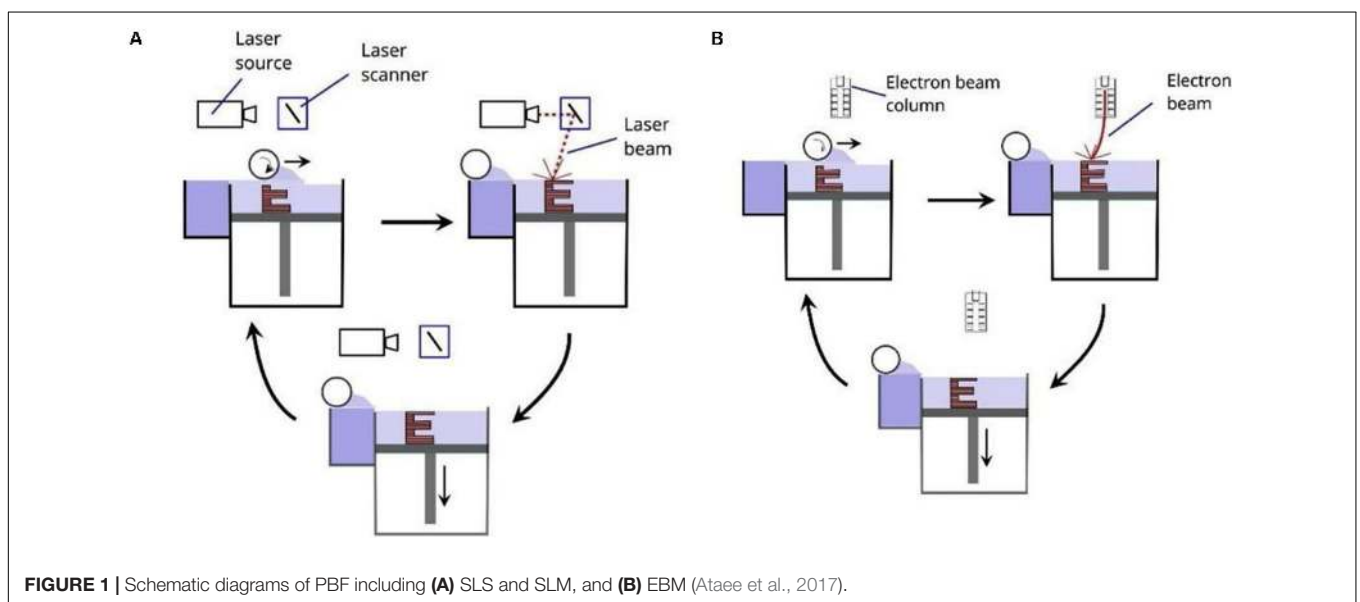 A
Laser
source
Laser
scanner
Laser
beam
B
Electron beam
column
Electron
beam
FIGURE 1 | Schematic diagrams of PBF including (A) SLS and SLM, and (B) EBM (Ataee et al., 2017).